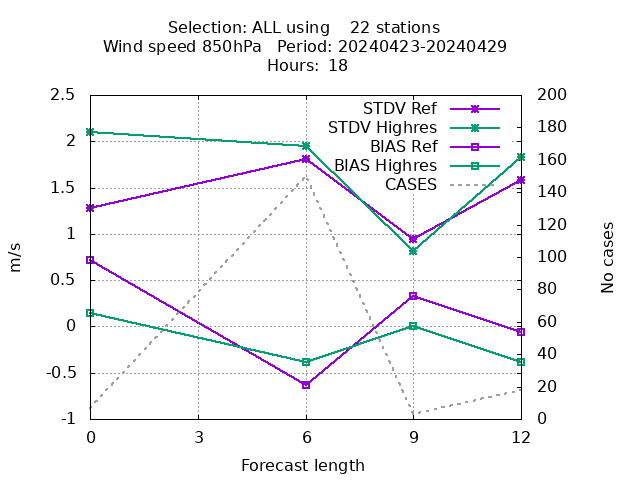 Selection: ALL using    22 stations
Wind speed 850hPa   Period: 20240423-20240429
Hours:  18
STDV Ref
STDV Highres
BIAS Ref
BIAS Highres
CASES
2.5
2
1.5
1
0.5
0
-0.5
-1
m/s
200
180
160
140
120
100
80
60
40
20
0
No cases
0 3 6 9 12
Forecast length